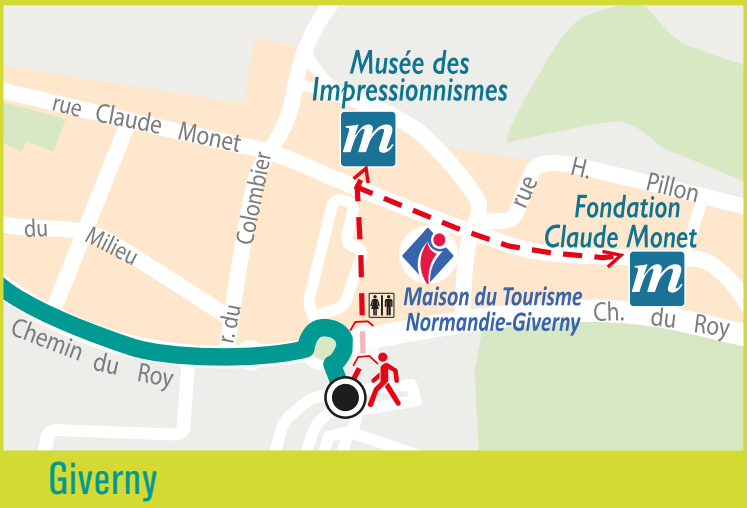 Musée des
Impressionnismes
m
rue Claude Monet
rue H. Pillon
Fondation
Claude Monet
m
r. du Colombier
du Milieu
Maison du Tourisme
Normandie-Giverny
Ch. du Roy
Chemin du Roy
Giverny